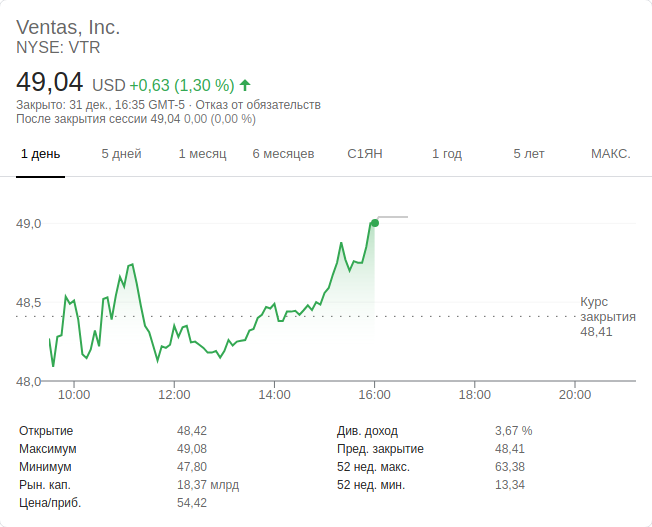 Ventas, Inc.
NYSE: VTR
49,04 USD +0,63 (1,30 %)
Закрыто: 31 дек., 16:35 GMT-5 · Отказ от обязательств
После закрытия сессии 49,04 0,00 (0,00 %)
1 день 5 дней 1 месяц 6 месяцев С1ЯН 1 год 5 лет МАКС.
49,0
48,5
48,0
Курс
закрытия
48,41
10:00 12:00 14:00 16:00 18:00 20:00
Открытие 48,42 Див. доход 3,67 %
Максимум 49,08 Пред. закрытие 48,41
Минимум 47,80 52 нед. макс. 63,38
Рын. кап. 18,37 млрд 52 нед. мин. 13,34
Цена/приб. 54,42